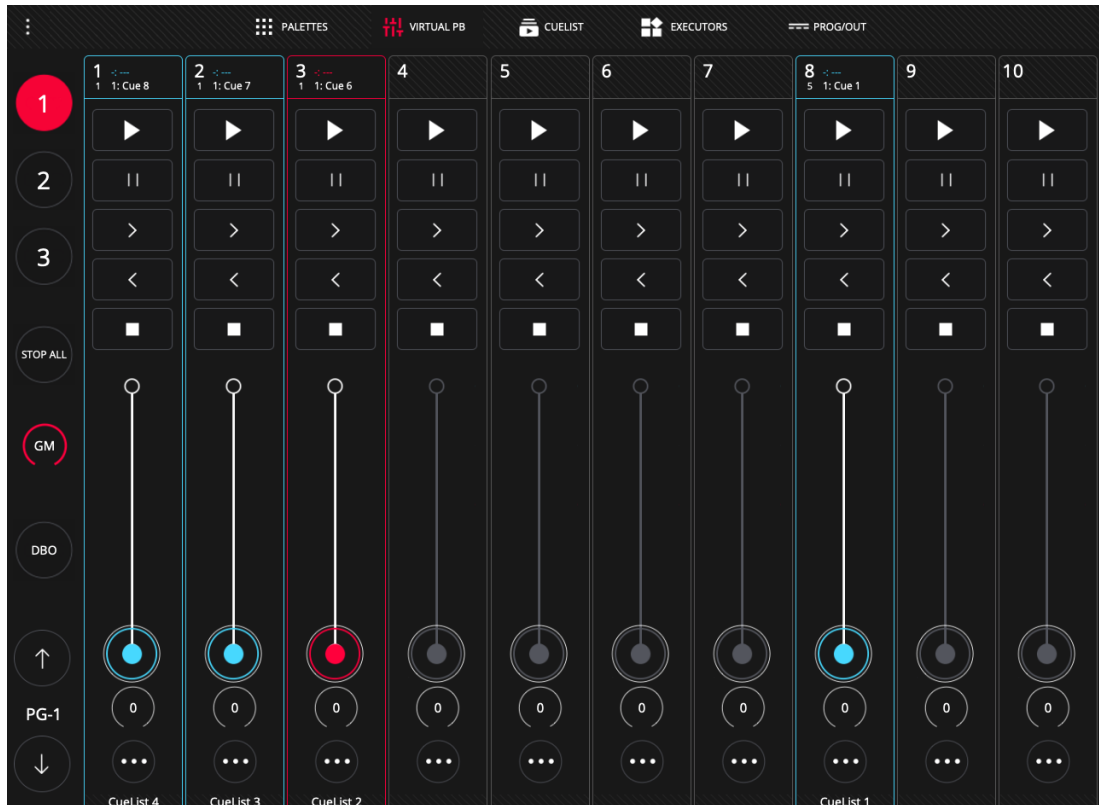 PALETTES
VIRTUAL PB
CUELIST
EXECUTORS
PROG/OUT
1 -: ---
1 1: Cue 8
2 -: ---
1 1: Cue 7
3 -: ---
1 1: Cue 6
4
5
6
7
8 -: ---
5 1: Cue 1
9
10
1
2
3
STOP ALL
GM
DBO
PG-1
0
0
0
0
0
0
0
0
0
0
CueList 4
CueList 3
CueList 2
CueList 1